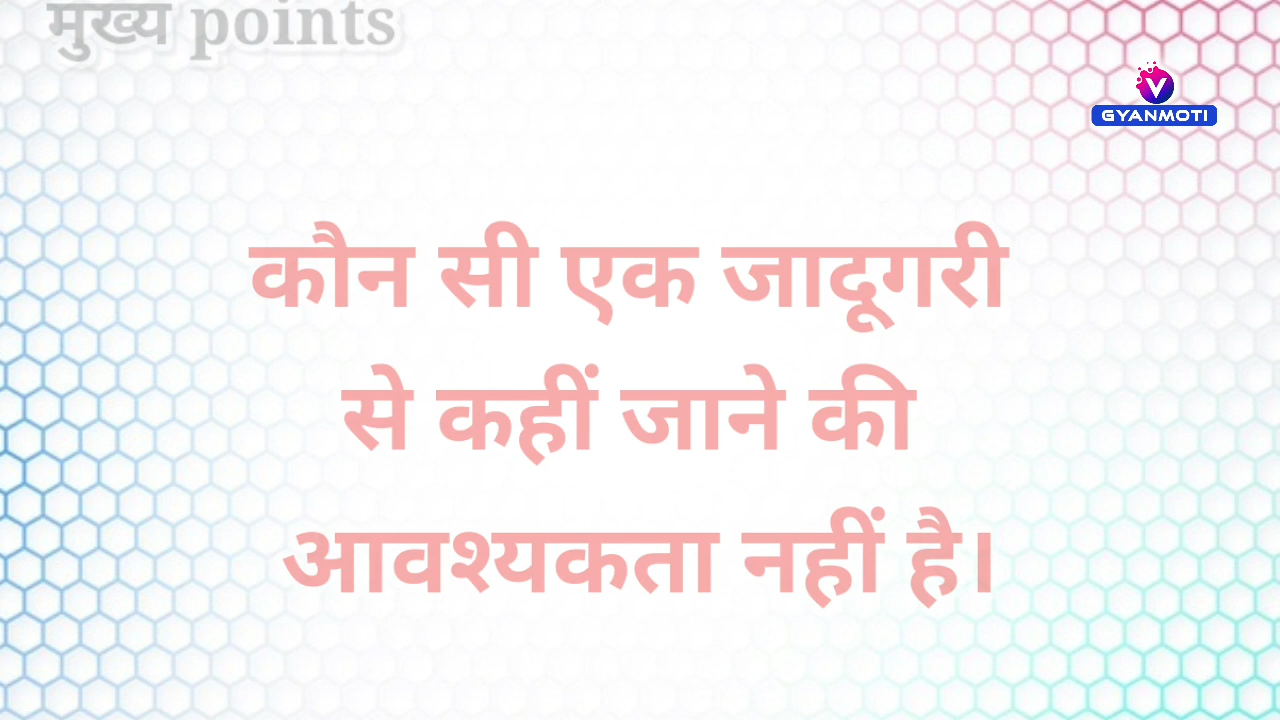 मुख्य points
GYANMOTI
कौन सी एक जादूगरी
से कहीं जाने की
आवश्यकता नहीं है।